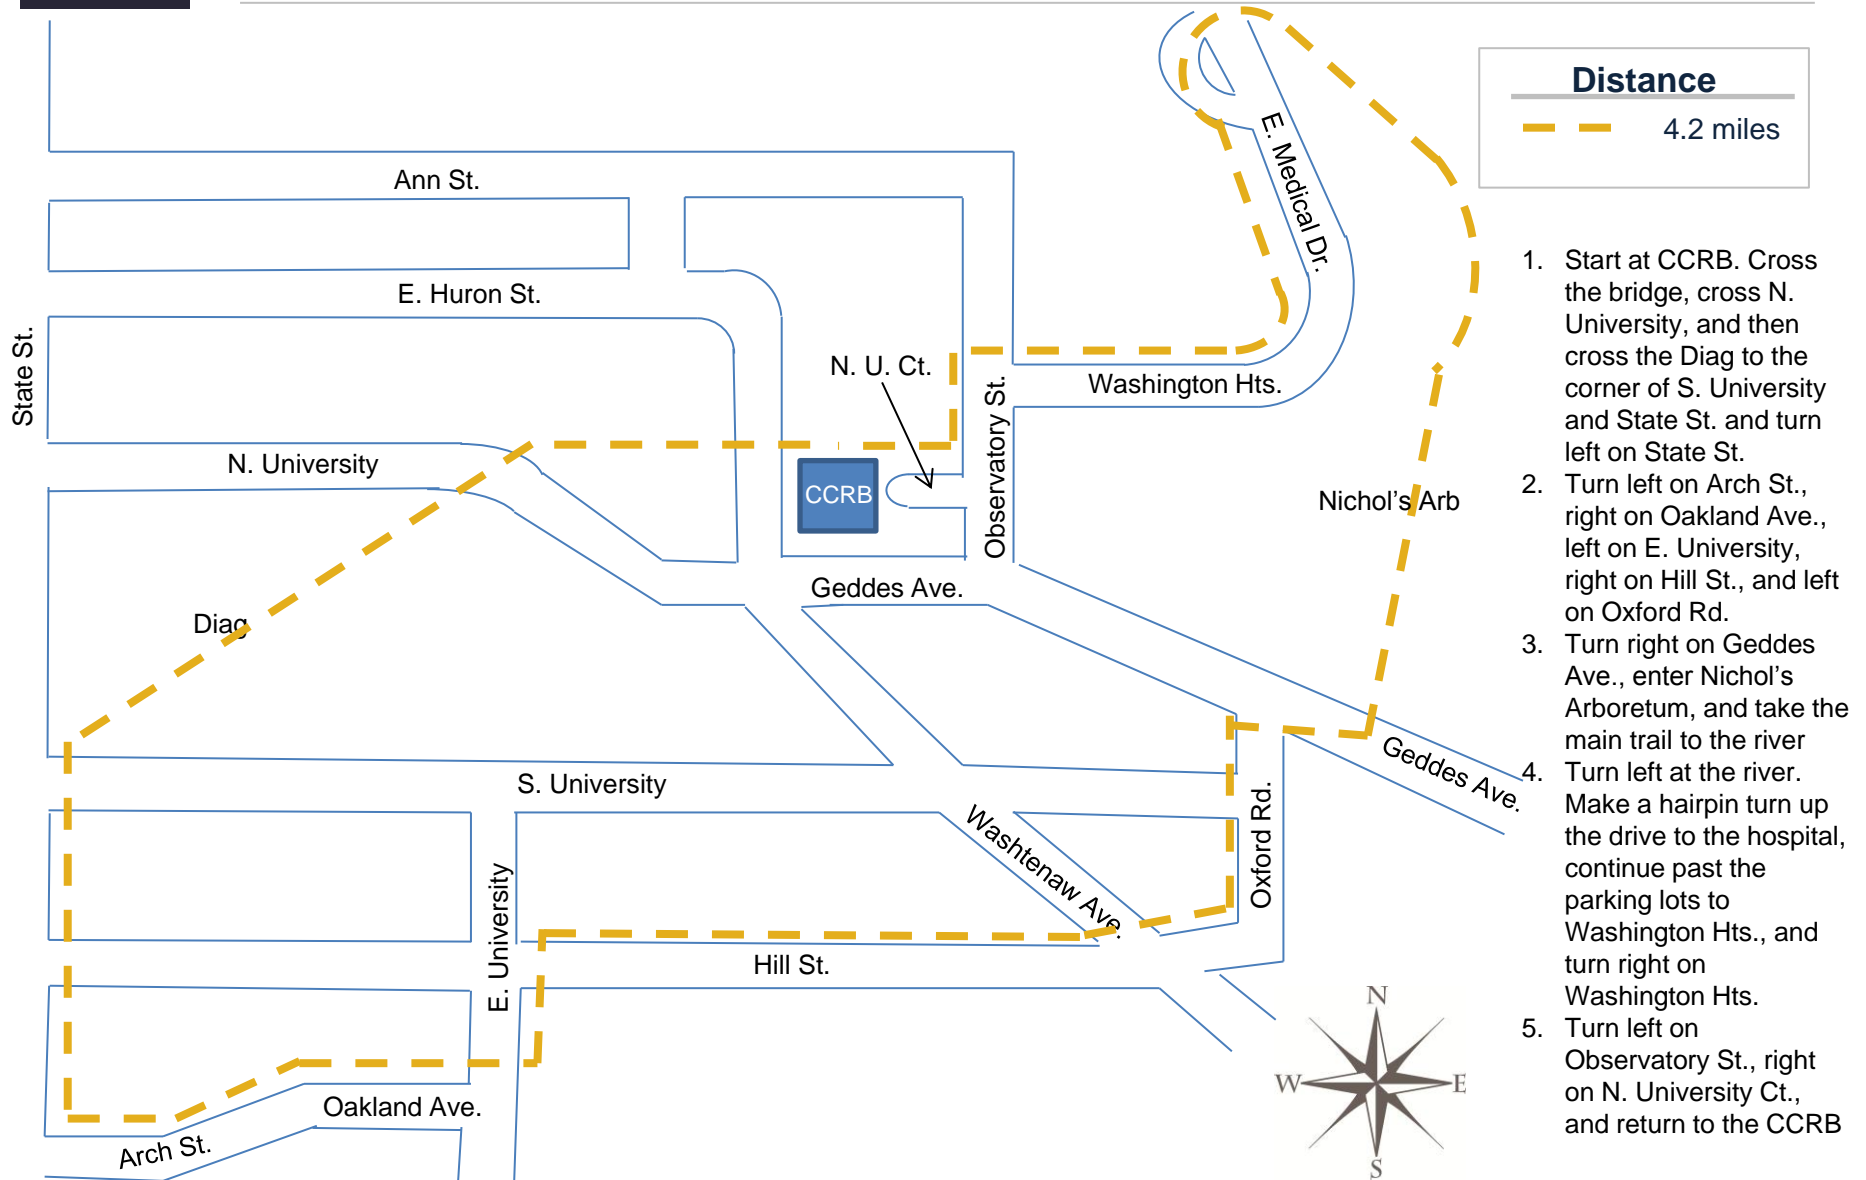 Distance
4.2 miles
Ann St.
E. Medical Dr.
E. Huron St.
State St.
N. U. Ct.
Washington Hts.
Observatory St.
N. University
CCRB
Nichol's Arb
Geddes Ave.
Diag
S. University
Geddes Ave.
Washtenaw Ave.
Oxford Rd.
E. University
Hill St.
Oakland Ave.
Arch St.
N
W
E
S
1. Start at CCRB. Cross
the bridge, cross N.
University, and then
cross the Diag to the
corner of S. University
and State St. and turn
left on State St.
2. Turn left on Arch St.,
right on Oakland Ave.,
left on E. University,
right on Hill St., and left
on Oxford Rd.
3. Turn right on Geddes
Ave., enter Nichol's
Arboretum, and take the
main trail to the river
4. Turn left at the river.
Make a hairpin turn up
the drive to the hospital,
continue past the
parking lots to
Washington Hts., and
turn right on
Washington Hts.
5. Turn left on
Observatory St., right
on N. University Ct.,
and return to the CCRB